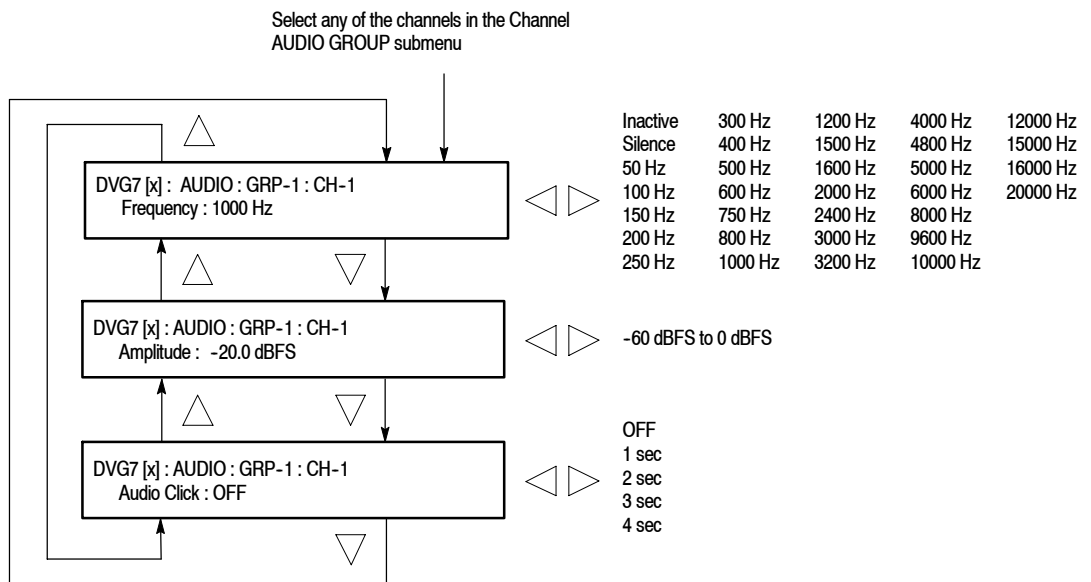 Select any of the channels in the Channel
AUDIO GROUP submenu
DVG7 [x] : AUDIO : GRP-1 : CH-1
Frequency : 1000 Hz
Inactive 300 Hz 1200 Hz 4000 Hz 12000 Hz
Silence 400 Hz 1500 Hz 4800 Hz 15000 Hz
50 Hz 500 Hz 1600 Hz 5000 Hz 16000 Hz
100 Hz 600 Hz 2000 Hz 6000 Hz 20000 Hz
150 Hz 750 Hz 2400 Hz 8000 Hz
200 Hz 800 Hz 3000 Hz 9600 Hz
250 Hz 1000 Hz 3200 Hz 10000 Hz
DVG7 [x] : AUDIO : GRP-1 : CH-1
Amplitude : -20.0 dBFS
-60 dBFS to 0 dBFS
DVG7 [x] : AUDIO : GRP-1 : CH-1
Audio Click : OFF
OFF
1 sec
2 sec
3 sec
4 sec